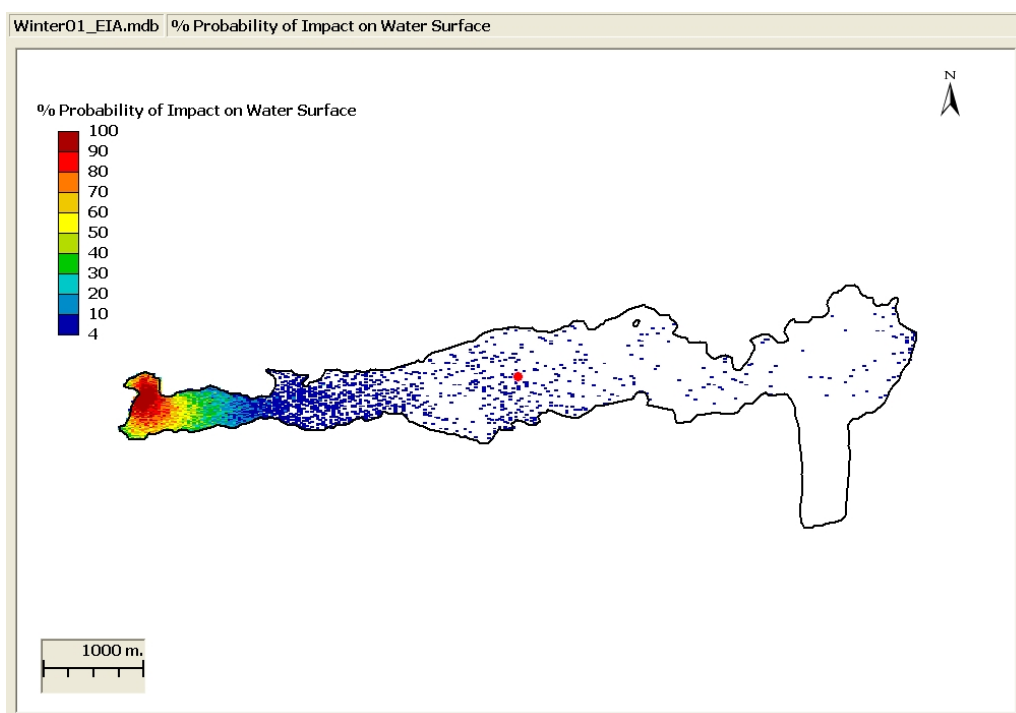 Winter01_EIA.mdb % Probability of Impact on Water Surface
N
% Probability of Impact on Water Surface
100
90
80
70
60
50
40
30
20
10
4
1000 m.